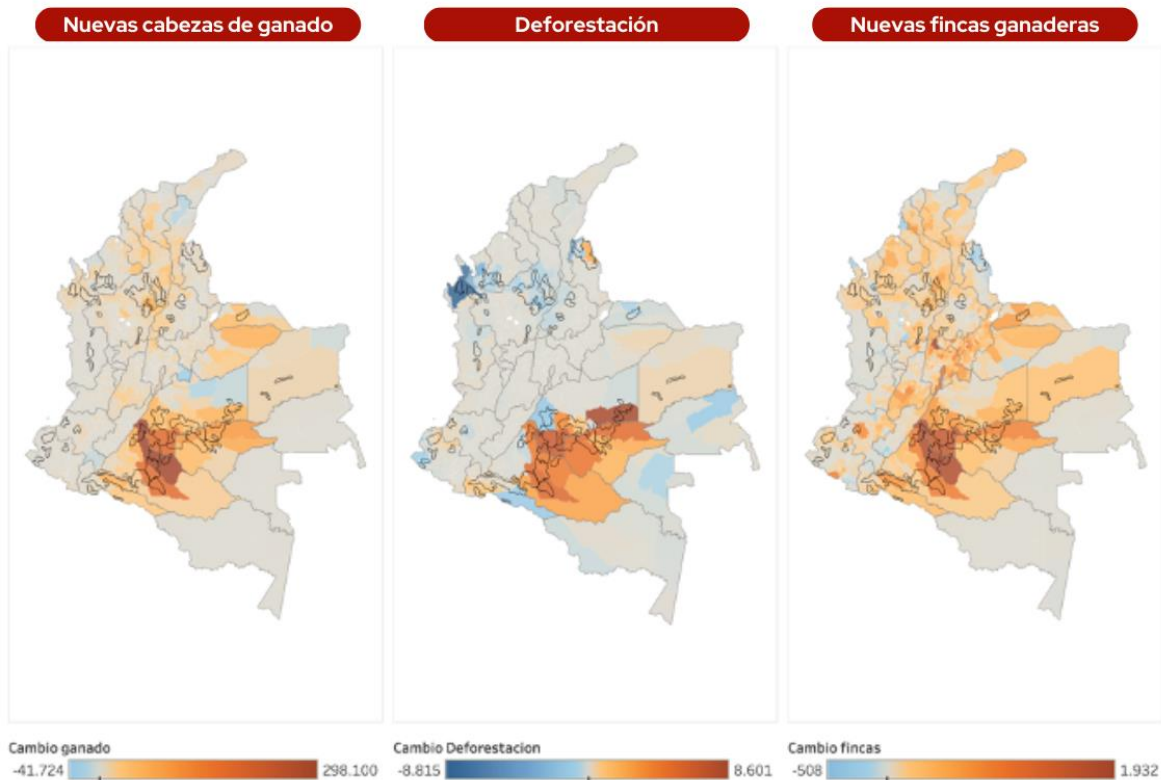 Nuevas cabezas de ganado
Deforestación
Nuevas fincas ganaderas
Cambio ganado
-41.724
298.100
Cambio Deforestacion
-8.815
8.601
Cambio fincas
-508
1.932